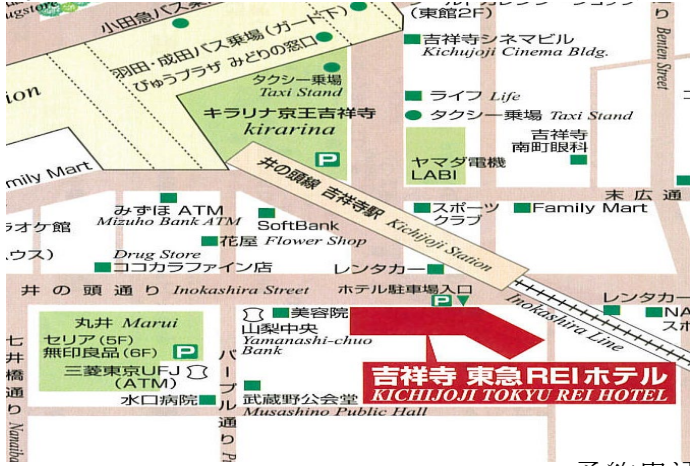 小田急バス乗
羽田・成田バス乗場(ガード下)
びゅうプラザ みどりの窓口
タクシー乗場
Taxi Stand
キラリナ京王吉祥寺
kirarina
P
(東館2F)
吉祥寺シネマビル
Kichujoji Cinema Bldg.
り
Benten Street
ライフ Life
タクシー乗場 Taxi Stand
吉祥寺
南町眼科
ヤマダ電機
LABI
末広通
スポーツ
クラブ
Family Mart
井の頭線 吉祥寺駅 Kichijoji Station
mily Mart
みずほ ATM
Mizuho Bank ATM
SoftBank
花屋 Flower Shop
Drug Store
ココカラファイン店
ラオケ館
ウス)
レンタカー
井の頭通り Inokashira Street
ホテル駐車場入口
P
Inokashira Line
レンタカー
NA
スポ
丸井 Marui
セリア(5F)
無印良品(6F)
P
三菱東京UFJ
(ATM)
水口病院
七井橋通り Nanaiba
パープル通り
美容院
山梨中央
Yamanashi-chuo
Bank
武蔵野公会堂
Musashino Public Hall
吉祥寺 東急REIホテル
KICHIJOJI TOKYU REI HOTEL